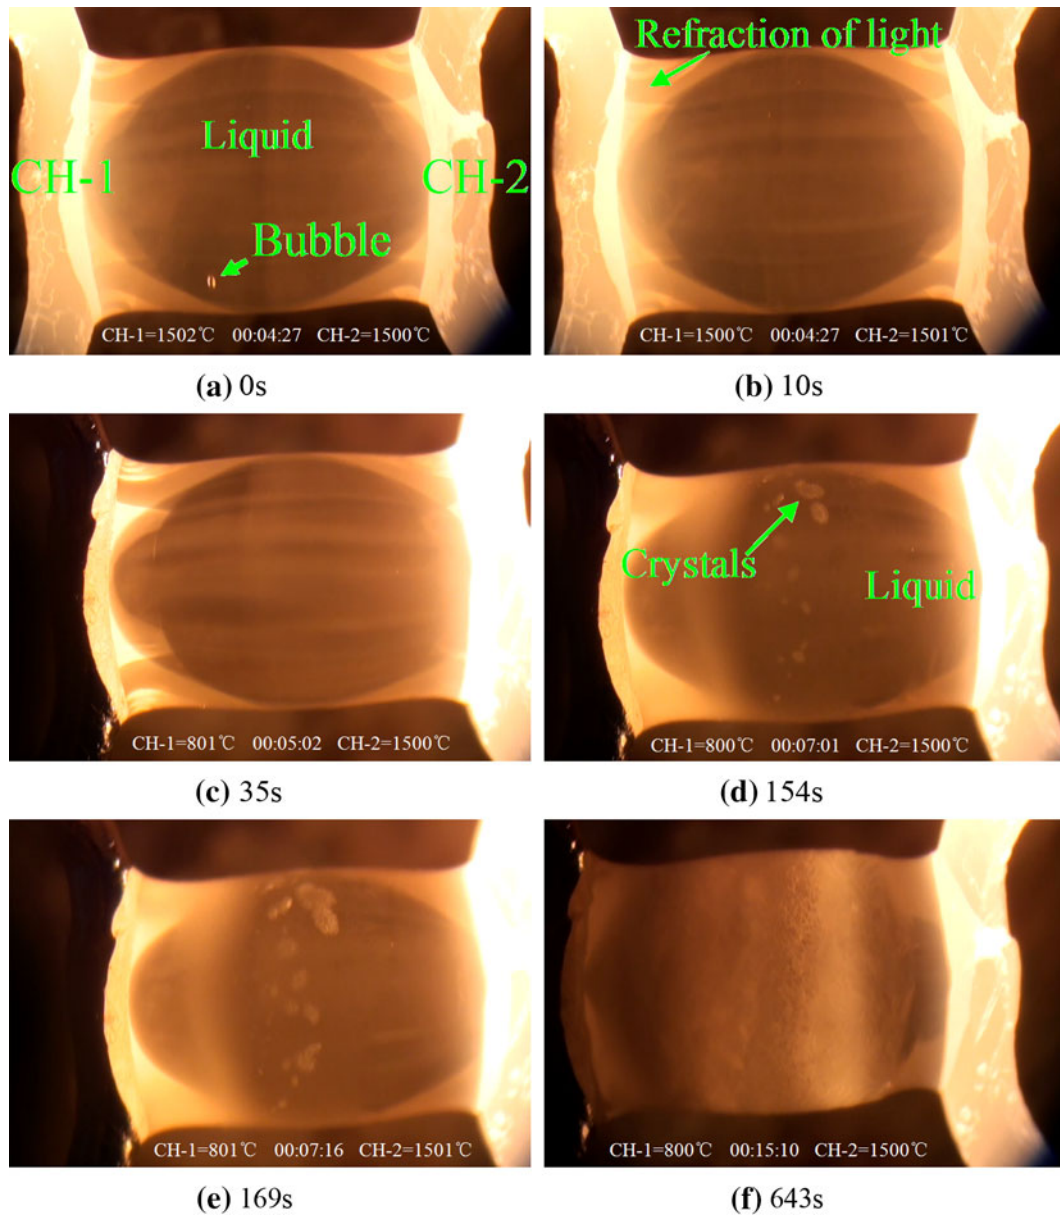 Liquid
CH-1
CH-2
Bubble
CH-1=1502℃ 00:04:27 CH-2=1500℃
(a) 0s
Refraction of light
CH-1=1500℃ 00:04:27 CH-2=1501℃
(b) 10s
CH-1=801℃ 00:05:02 CH-2=1500℃
(c) 35s
Crystals
Liquid
CH-1=800℃ 00:07:01 CH-2=1500℃
(d) 154s
CH-1=801℃ 00:07:16 CH-2=1501℃
(e) 169s
CH-1=800℃ 00:15:10 CH-2=1500℃
(f) 643s